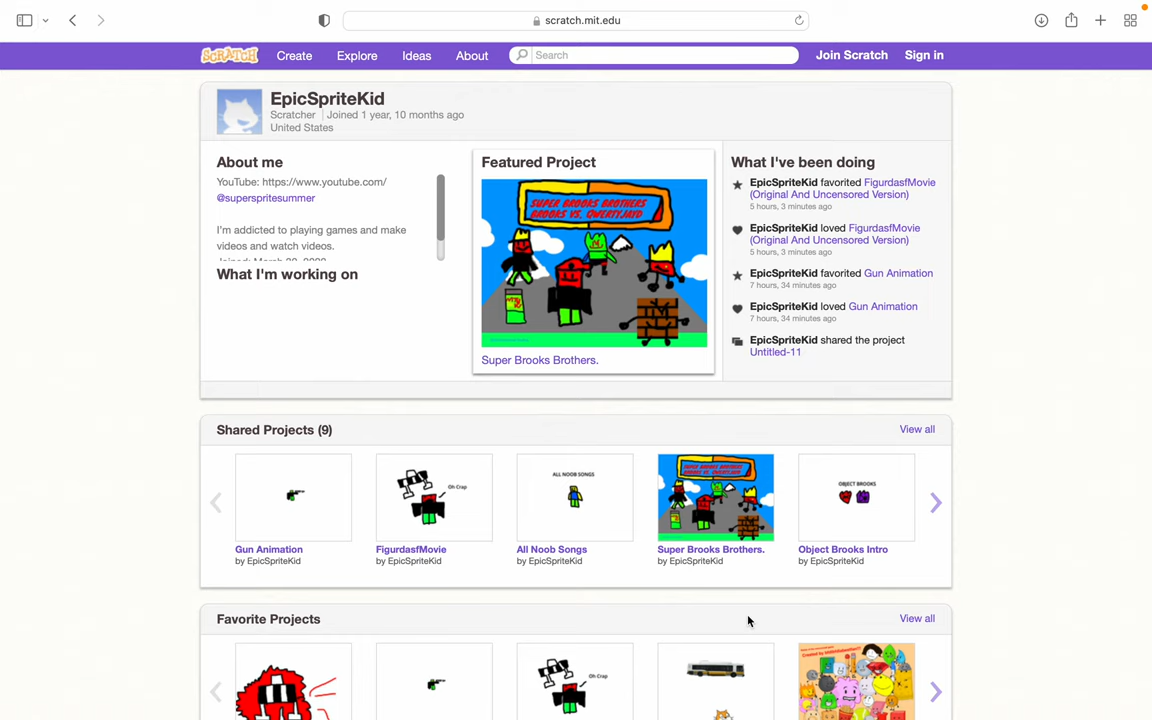 scratch.mit.edu
SCRATCH Create Explore Ideas About Search Join Scratch Sign in
EpicSpriteKid
Scratcher Joined 1 year, 10 months ago
United States
About me
YouTube: https://www.youtube.com/
@superspritesummer
I'm addicted to playing games and make
videos and watch videos.
What I'm working on
Featured Project
SUPER BROOKS BROTHERS
BROOKS VS. QWERTYJAYD
Super Brooks Brothers.
What I've been doing
EpicSpriteKid favorited FigurdasfMovie
(Original And Uncensored Version)
5 hours, 3 minutes ago
EpicSpriteKid loved FigurdasfMovie
(Original And Uncensored Version)
5 hours, 3 minutes ago
EpicSpriteKid favorited Gun Animation
7 hours, 34 minutes ago
EpicSpriteKid loved Gun Animation
7 hours, 34 minutes ago
EpicSpriteKid shared the project
Untitled-11
Shared Projects (9) View all
Oh Crap
ALL NOOB SONGS
SUPER BROOKS BROTHERS
OBJECT BROOKS
Gun Animation
by EpicSpriteKid
FigurdasfMovie
by EpicSpriteKid
All Noob Songs
by EpicSpriteKid
Super Brooks Brothers.
by EpicSpriteKid
Object Brooks Intro
by EpicSpriteKid
Favorite Projects View all
Oh Crap